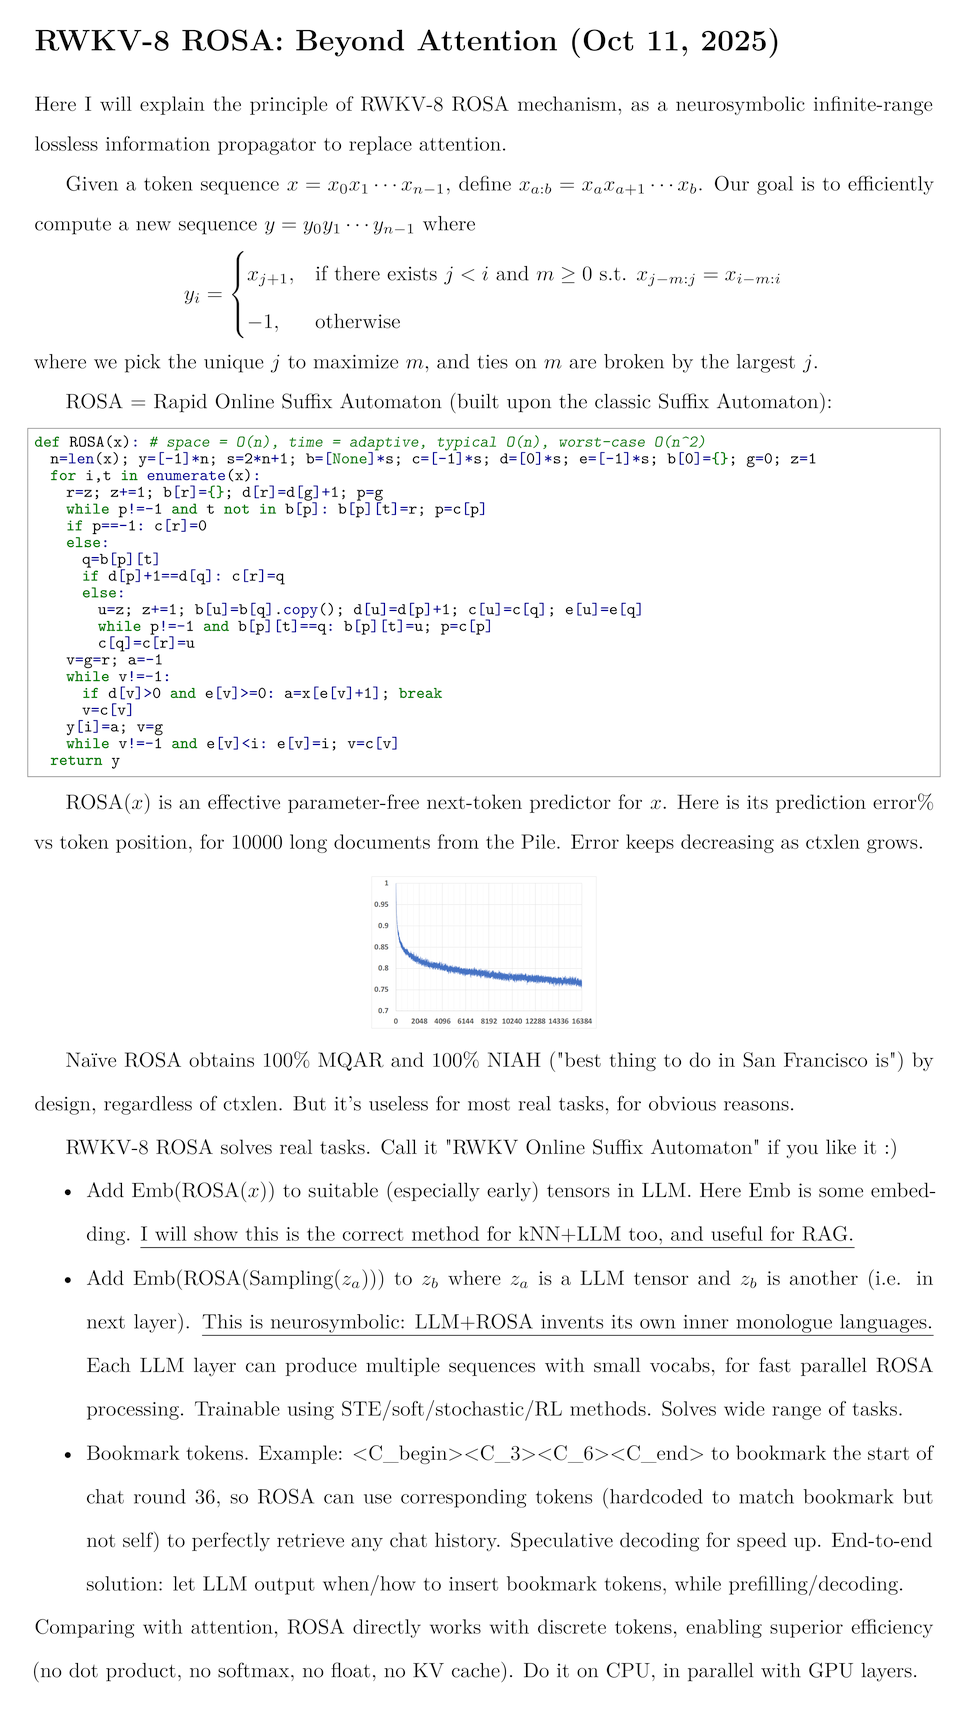 RWKV-8 ROSA: Beyond Attention (Oct 11, 2025)
Here I will explain the principle of RWKV-8 ROSA mechanism, as a neurosymbolic infinite-range
lossless information propagator to replace attention.
Given a token sequence x = x₀x₁ ⋯ xₙ₋₁, define x_{a:b} = x_a x_{a+1} ⋯ x_b. Our goal is to efficiently
compute a new sequence y = y₀y₁ ⋯ yₙ₋₁ where
y_i = { x_{j+1}, if there exists j < i and m ≥ 0 s.t. x_{j−m:j} = x_{i−m:i}
−1, otherwise
where we pick the unique j to maximize m, and ties on m are broken by the largest j.
ROSA = Rapid Online Suffix Automaton (built upon the classic Suffix Automaton):
def ROSA(x): # space = O(n), time = adaptive, typical O(n), worst-case O(n^2)
  n=len(x); y=[-1]*n; s=2*n+1; b=[None]*s; c=[-1]*s; d=[0]*s; e=[-1]*s; b[0]={}; g=0; z=1
  for i,t in enumerate(x):
    r=z; z+=1; b[r]={}; d[r]=d[g]+1; p=g
    while p!=-1 and t not in b[p]: b[p][t]=r; p=c[p]
    if p==-1: c[r]=0
    else:
      q=b[p][t]
      if d[p]+1==d[q]: c[r]=q
      else:
        u=z; z+=1; b[u]=b[q].copy(); d[u]=d[p]+1; c[u]=c[q]; e[u]=e[q]
        while p!=-1 and b[p][t]==q: b[p][t]=u; p=c[p]
        c[q]=c[r]=u
    v=g=r; a=-1
    while v!=-1:
      if d[v]>0 and e[v]>=0: a=x[e[v]+1]; break
      v=c[v]
    y[i]=a; v=g
    while v!=-1 and e[v]<i: e[v]=i; v=c[v]
  return y
ROSA(x) is an effective parameter-free next-token predictor for x. Here is its prediction error%
vs token position, for 10000 long documents from the Pile. Error keeps decreasing as ctxlen grows.
1
0.95
0.9
0.85
0.8
0.75
0.7
0 2048 4096 6144 8192 10240 12288 14336 16384
Naïve ROSA obtains 100% MQAR and 100% NIAH ("best thing to do in San Francisco is") by
design, regardless of ctxlen. But it's useless for most real tasks, for obvious reasons.
RWKV-8 ROSA solves real tasks. Call it "RWKV Online Suffix Automaton" if you like it :)
• Add Emb(ROSA(x)) to suitable (especially early) tensors in LLM. Here Emb is some embed-
ding. I will show this is the correct method for kNN+LLM too, and useful for RAG.
• Add Emb(ROSA(Sampling(z_a))) to z_b where z_a is a LLM tensor and z_b is another (i.e. in
next layer). This is neurosymbolic: LLM+ROSA invents its own inner monologue languages.
Each LLM layer can produce multiple sequences with small vocabs, for fast parallel ROSA
processing. Trainable using STE/soft/stochastic/RL methods. Solves wide range of tasks.
• Bookmark tokens. Example: <C_begin><C_3><C_6><C_end> to bookmark the start of
chat round 36, so ROSA can use corresponding tokens (hardcoded to match bookmark but
not self) to perfectly retrieve any chat history. Speculative decoding for speed up. End-to-end
solution: let LLM output when/how to insert bookmark tokens, while prefilling/decoding.
Comparing with attention, ROSA directly works with discrete tokens, enabling superior efficiency
(no dot product, no softmax, no float, no KV cache). Do it on CPU, in parallel with GPU layers.